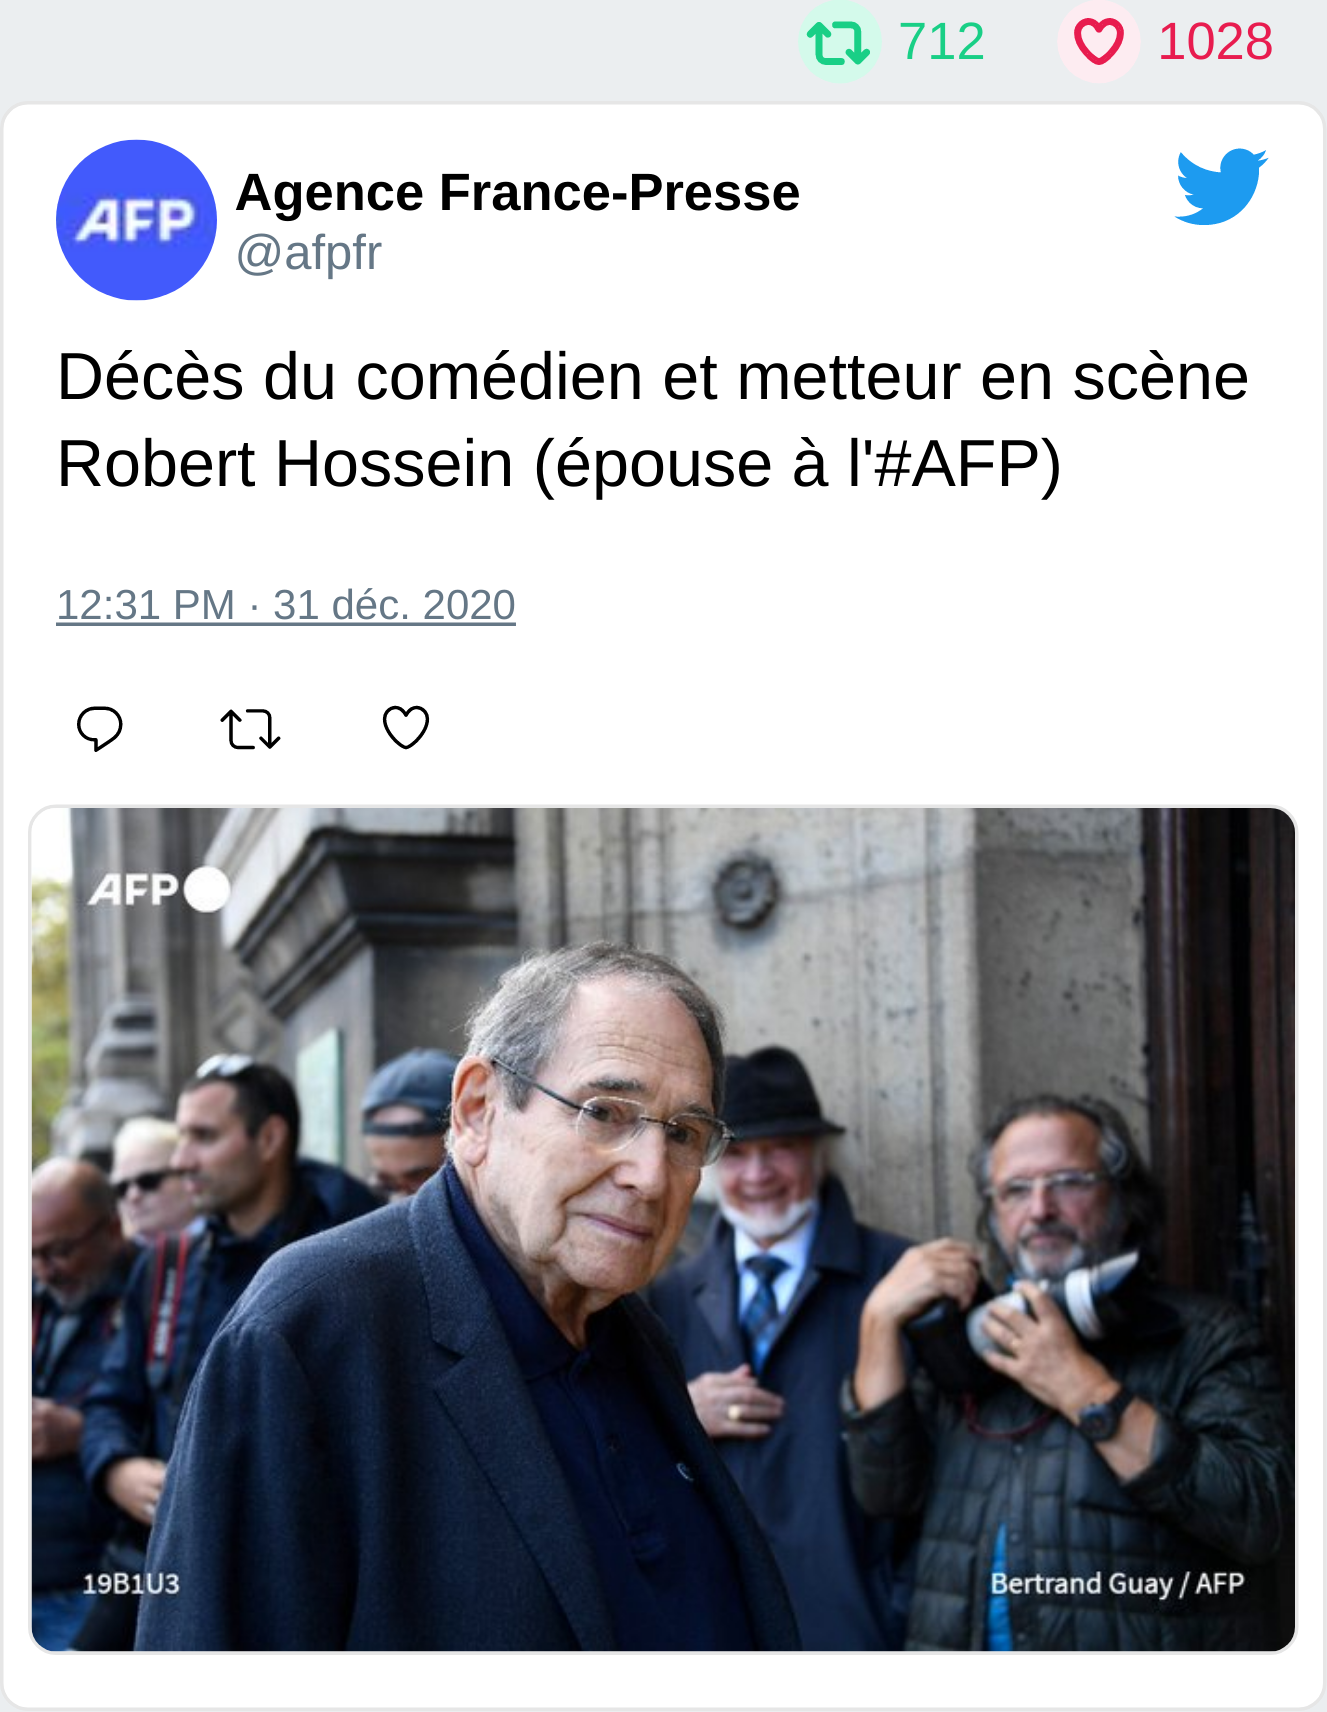 712 1028
AFP
Agence France-Presse
@afpfr
Décès du comédien et metteur en scène
Robert Hossein (épouse à l'#AFP)
12:31 PM · 31 déc. 2020
AFP
19B1U3
Bertrand Guay / AFP